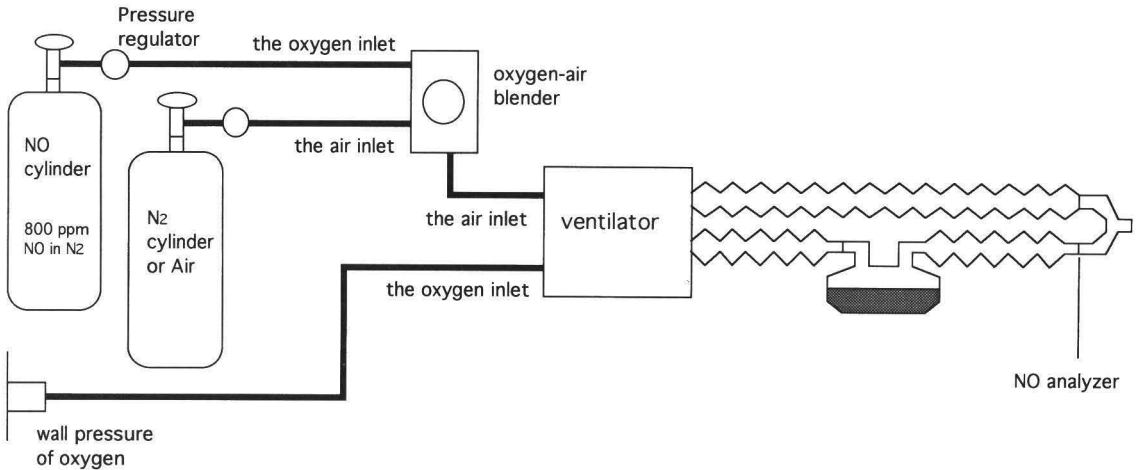 Pressure
regulator
the oxygen inlet
oxygen-air
blender
the air inlet
NO
cylinder
800 ppm
NO in N2
N2
cylinder
or Air
the air inlet
ventilator
the oxygen inlet
NO analyzer
wall pressure
of oxygen